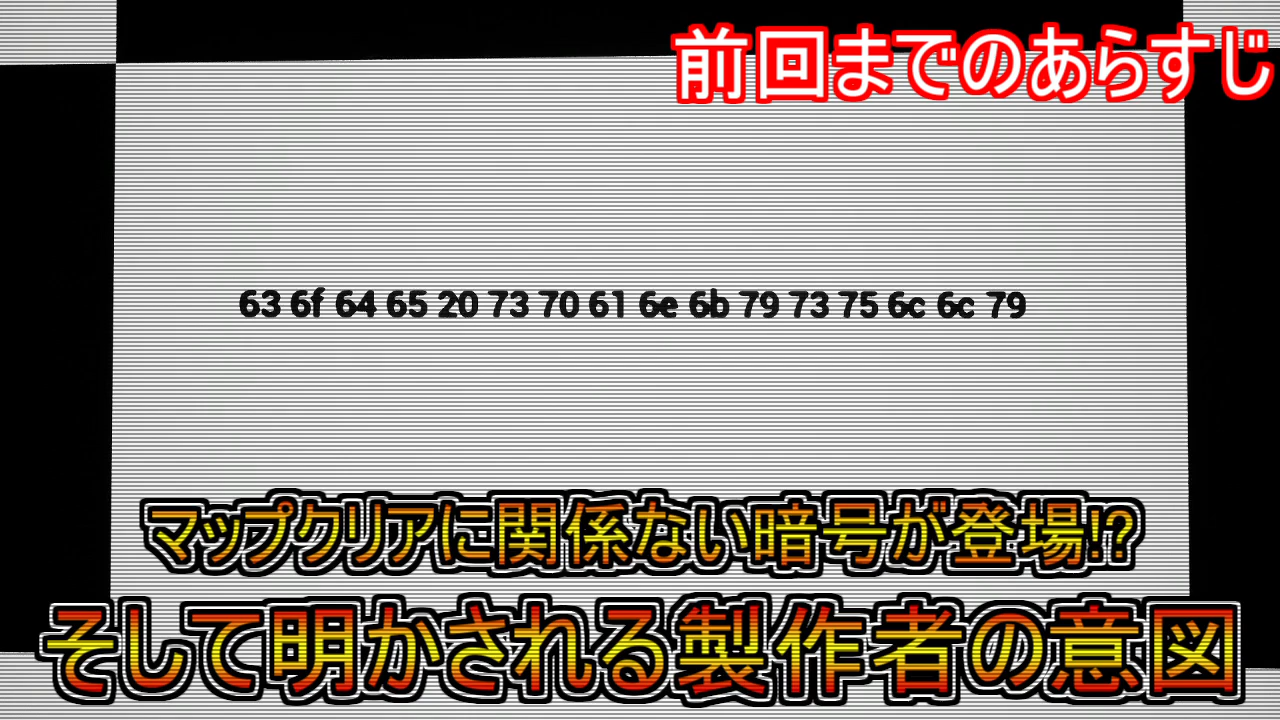 前回までのあらすじ
63 6f 64 65 20 73 70 61 6e 6b 79 73 75 6c 6c 79
マップクリアに関係ない暗号が登場!?
そして明かされる製作者の意図